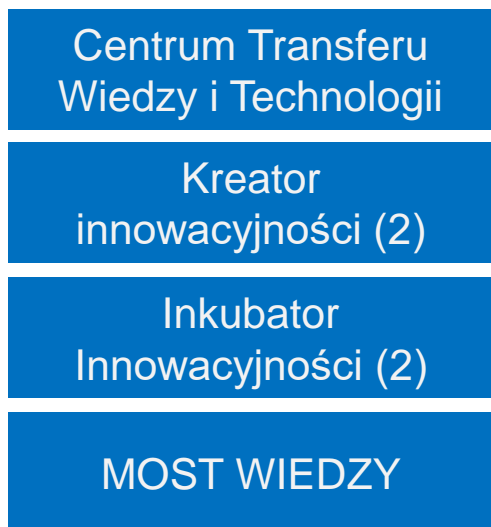 Centrum Transferu
Wiedzy i Technologii
Kreator
innowacyjności (2)
Inkubator
Innowacyjności (2)
MOST WIEDZY